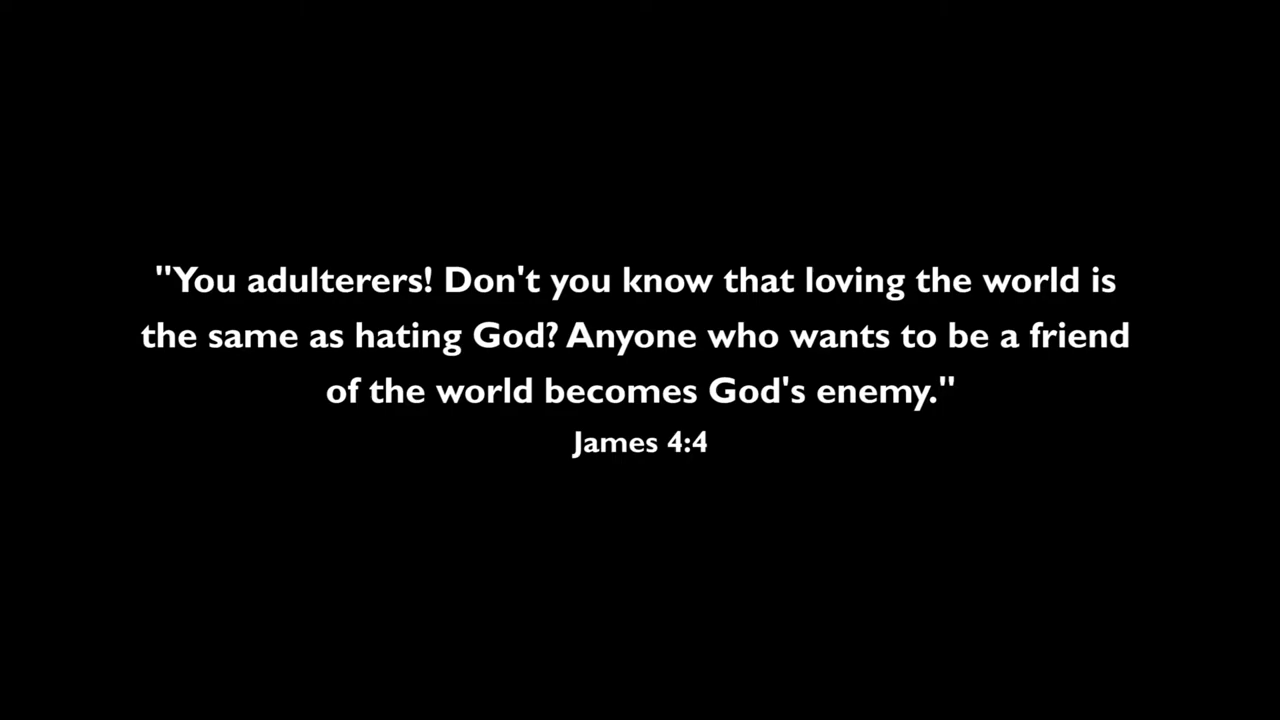 "You adulterers! Don't you know that loving the world is
the same as hating God? Anyone who wants to be a friend
of the world becomes God's enemy."
James 4:4